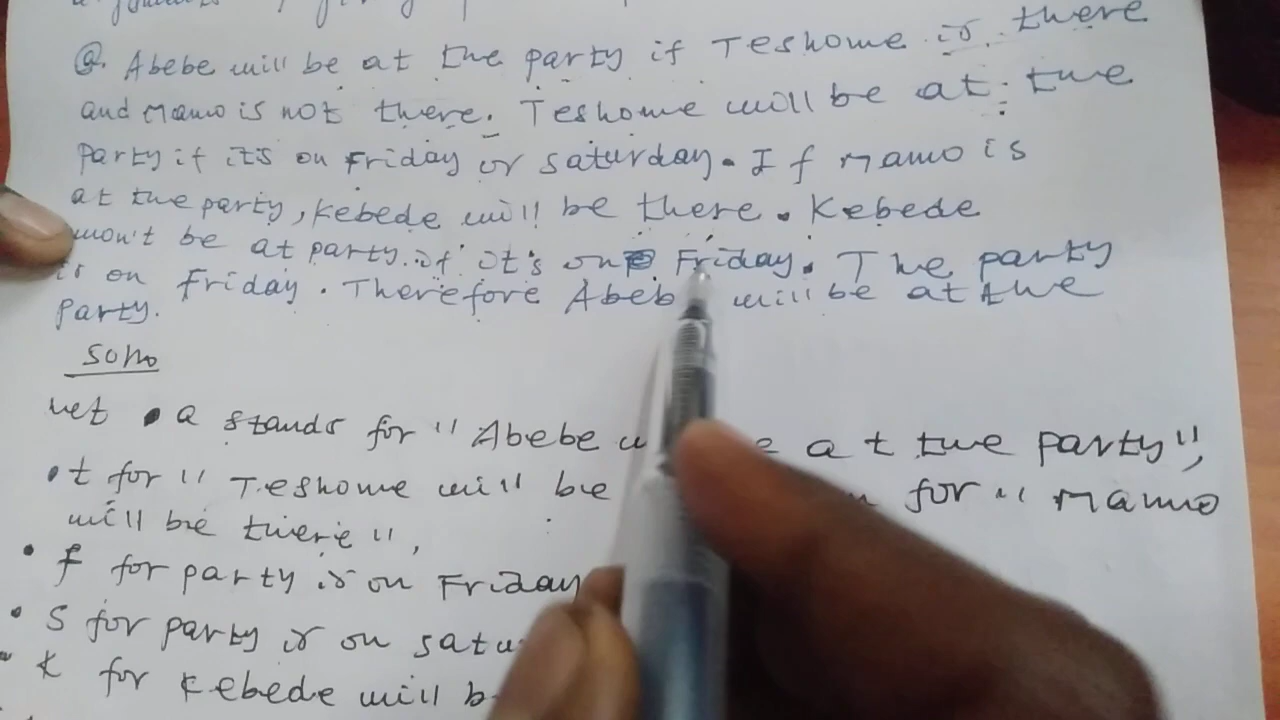 @. Abebe will be at the party if Teshome is there
and Mamo is not there. Teshome will be at the
party if it's on Friday or saturday. If Mamo is
at the party, kebede will be there. Kebede
won't be at party if it's on Friday. The party
is on Friday. Therefore Abeb will be at the
party.
soln
Let • a stands for "Abebe at the party",
• t for "Teshome will be for "Mamo
will be there",
• f for party is on Friday
• S for party is on satu
k for Kebede will b